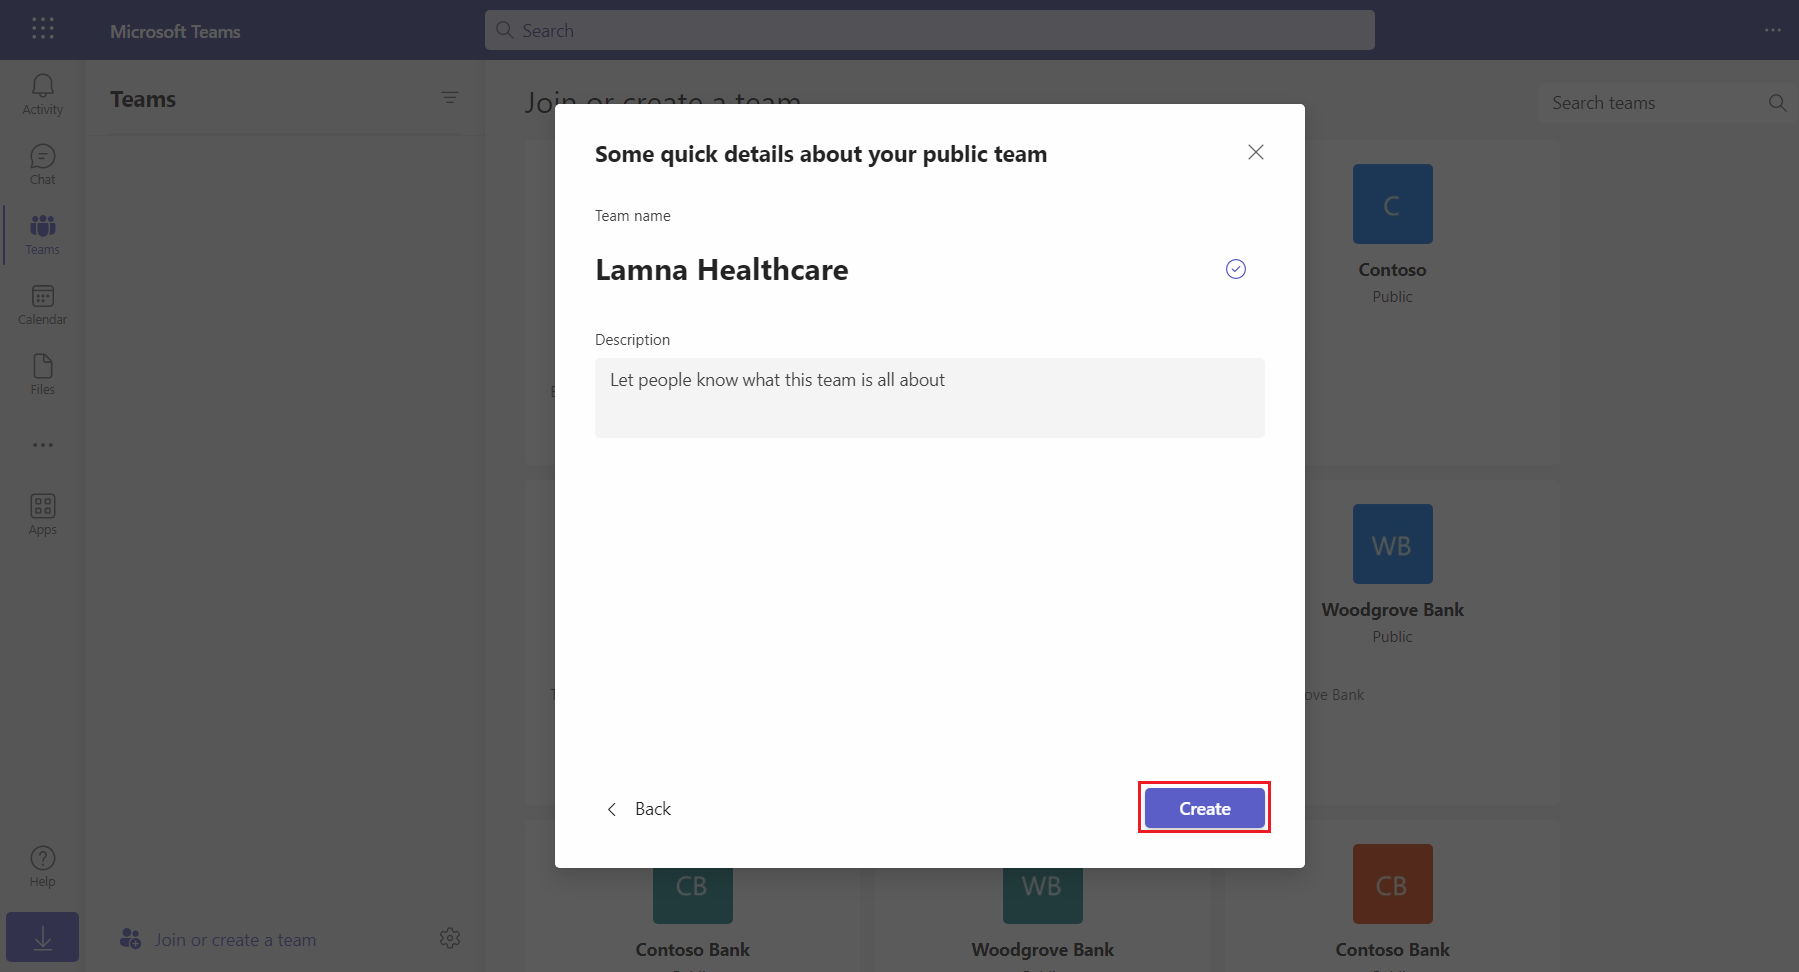 Microsoft Teams
Search
Activity
Chat
Teams
Calendar
Files
Apps
Help
Teams
Join or create a team
Join or create a team
Search teams
Some quick details about your public team
Team name
Lamna Healthcare
Description
Let people know what this team is all about
Back
Create
C
Contoso
Public
WB
Woodgrove Bank
Public
ove Bank
CB
Contoso Bank
WB
Woodgrove Bank
CB
Contoso Bank